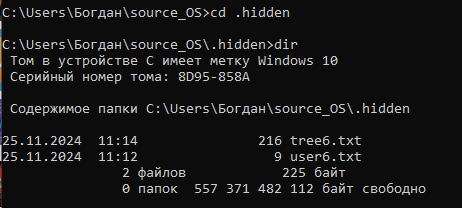 C:\Users\Богдан\source_OS>cd .hidden
C:\Users\Богдан\source_OS\.hidden>dir
Том в устройстве C имеет метку Windows 10
Серийный номер тома: 8D95-858A
Содержимое папки C:\Users\Богдан\source_OS\.hidden
25.11.2024 11:14 216 tree6.txt
25.11.2024 11:12 9 user6.txt
2 файлов 225 байт
0 папок 557 371 482 112 байт свободно